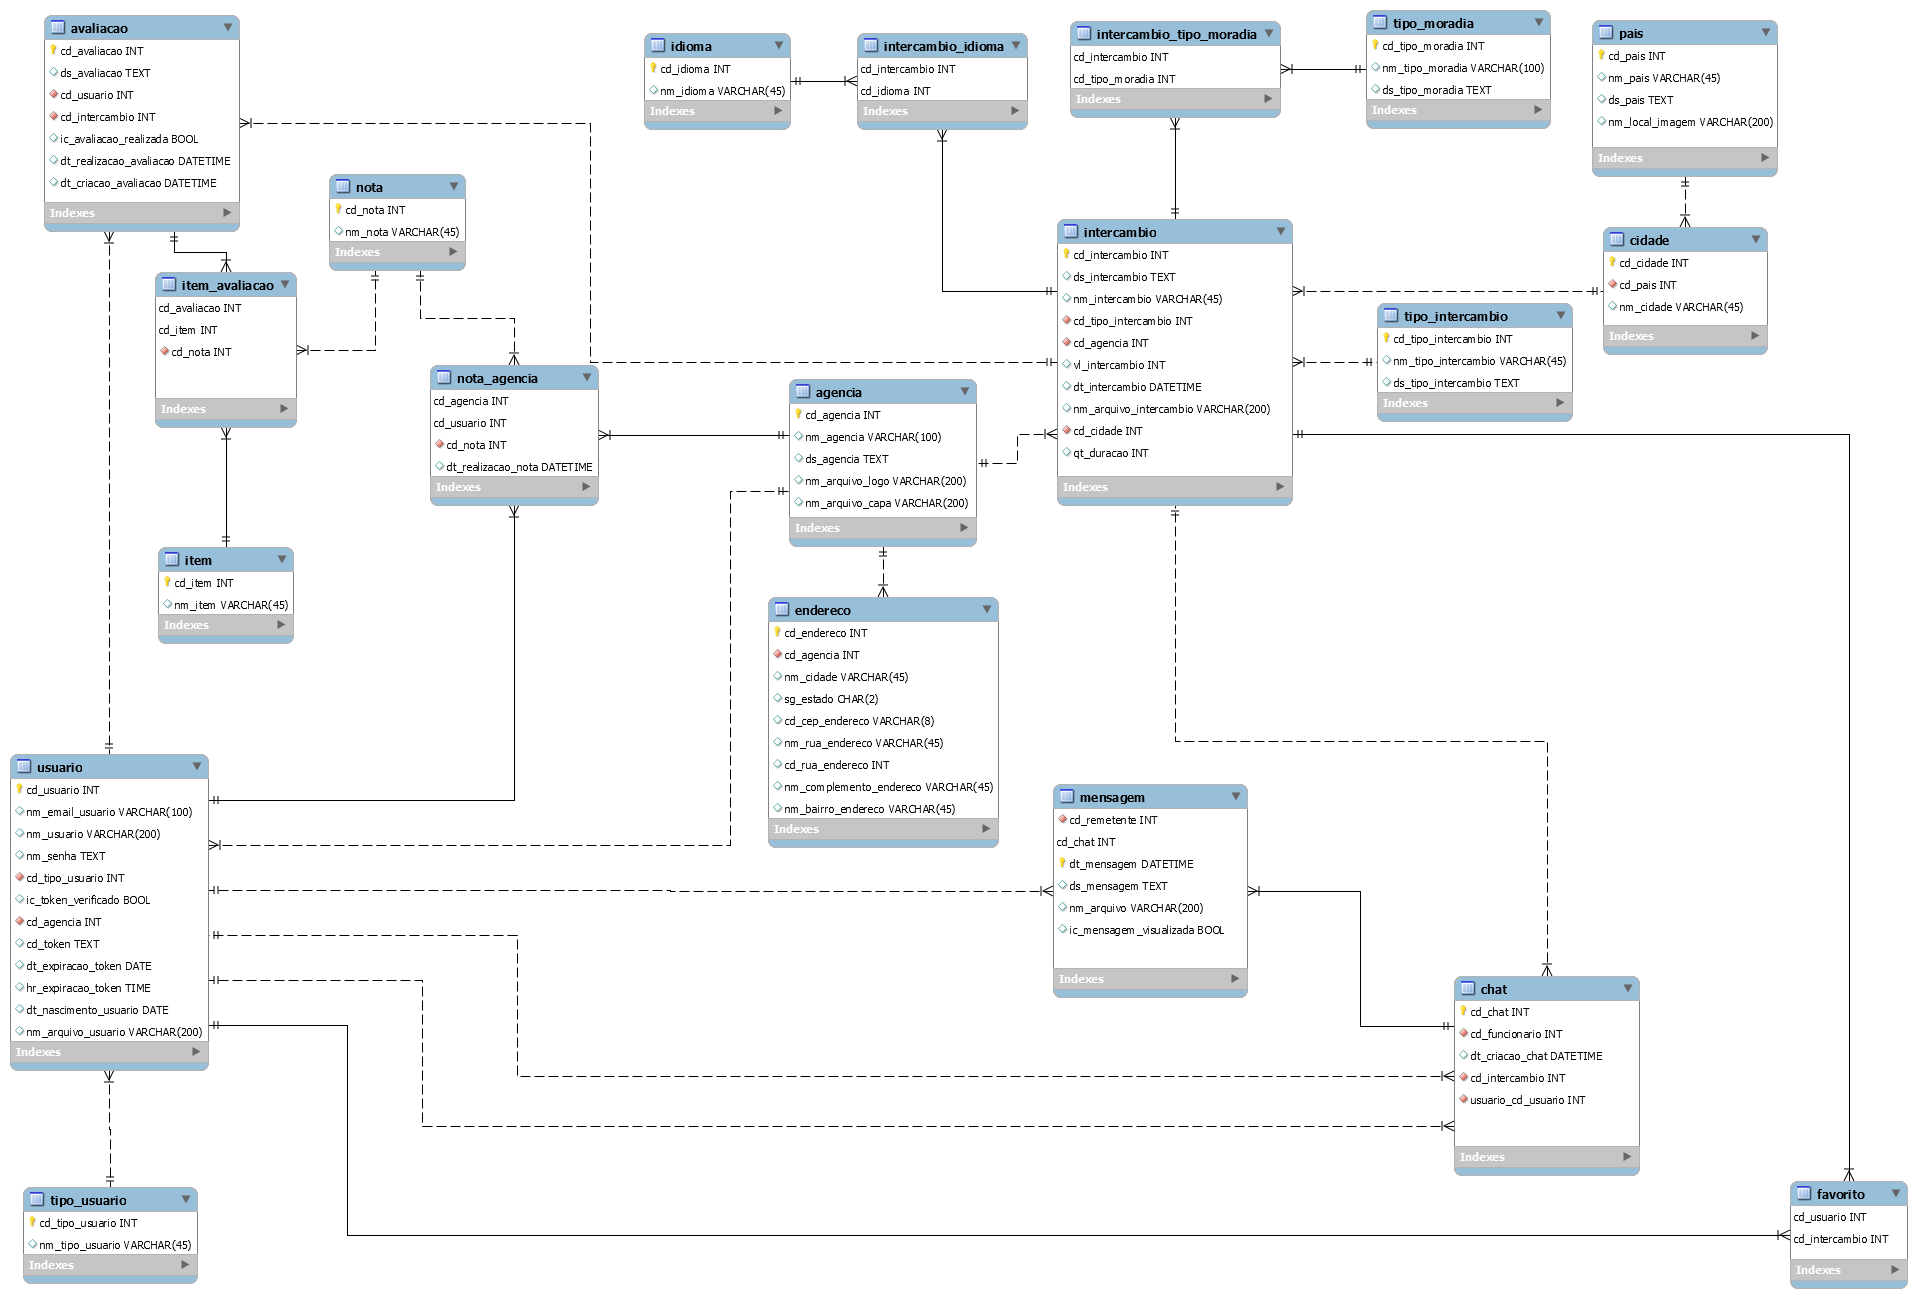 avaliacao
cd_avaliacao INT
ds_avaliacao TEXT
cd_usuario INT
cd_intercambio INT
ic_avaliacao_realizada BOOL
dt_realizacao_avaliacao DATETIME
dt_criacao_avaliacao DATETIME
Indexes
idioma
cd_idioma INT
nm_idioma VARCHAR(45)
Indexes
intercambio_idioma
cd_intercambio INT
cd_idioma INT
Indexes
intercambio_tipo_moradia
cd_intercambio INT
cd_tipo_moradia INT
Indexes
tipo_moradia
cd_tipo_moradia INT
nm_tipo_moradia VARCHAR(100)
ds_tipo_moradia TEXT
Indexes
pais
cd_pais INT
nm_pais VARCHAR(45)
ds_pais TEXT
nm_local_imagem VARCHAR(200)
Indexes
nota
cd_nota INT
nm_nota VARCHAR(45)
Indexes
item_avaliacao
cd_avaliacao INT
cd_item INT
cd_nota INT
Indexes
intercambio
cd_intercambio INT
ds_intercambio TEXT
nm_intercambio VARCHAR(45)
cd_tipo_intercambio INT
cd_agencia INT
vl_intercambio INT
dt_intercambio DATETIME
nm_arquivo_intercambio VARCHAR(200)
cd_cidade INT
qt_duracao INT
Indexes
cidade
cd_cidade INT
cd_pais INT
nm_cidade VARCHAR(45)
Indexes
tipo_intercambio
cd_tipo_intercambio INT
nm_tipo_intercambio VARCHAR(45)
ds_tipo_intercambio TEXT
Indexes
nota_agencia
cd_agencia INT
cd_usuario INT
cd_nota INT
dt_realizacao_nota DATETIME
Indexes
agencia
cd_agencia INT
nm_agencia VARCHAR(100)
ds_agencia TEXT
nm_arquivo_logo VARCHAR(200)
nm_arquivo_capa VARCHAR(200)
Indexes
item
cd_item INT
nm_item VARCHAR(45)
Indexes
endereco
cd_endereco INT
cd_agencia INT
nm_cidade VARCHAR(45)
sg_estado CHAR(2)
cd_cep_endereco VARCHAR(8)
nm_rua_endereco VARCHAR(45)
cd_rua_endereco INT
nm_complemento_endereco VARCHAR(45)
nm_bairro_endereco VARCHAR(45)
Indexes
usuario
cd_usuario INT
nm_email_usuario VARCHAR(100)
nm_usuario VARCHAR(200)
nm_senha TEXT
cd_tipo_usuario INT
ic_token_verificado BOOL
cd_agencia INT
cd_token TEXT
dt_expiracao_token DATE
hr_expiracao_token TIME
dt_nascimento_usuario DATE
nm_arquivo_usuario VARCHAR(200)
Indexes
mensagem
cd_remetente INT
cd_chat INT
dt_mensagem DATETIME
ds_mensagem TEXT
nm_arquivo VARCHAR(200)
ic_mensagem_visualizada BOOL
Indexes
chat
cd_chat INT
cd_funcionario INT
dt_criacao_chat DATETIME
cd_intercambio INT
usuario_cd_usuario INT
Indexes
tipo_usuario
cd_tipo_usuario INT
nm_tipo_usuario VARCHAR(45)
Indexes
favorito
cd_usuario INT
cd_intercambio INT
Indexes